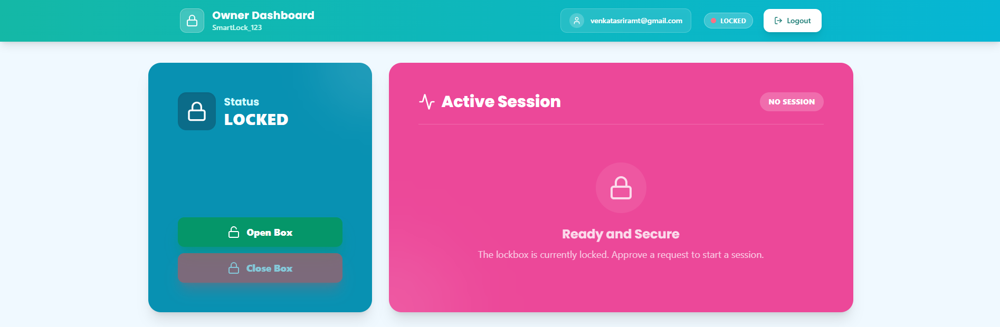 Owner Dashboard
SmartLock_123
venkatasriramt@gmail.com
LOCKED
Logout
Status
LOCKED
Open Box
Close Box
Active Session
NO SESSION
Ready and Secure
The lockbox is currently locked. Approve a request to start a session.